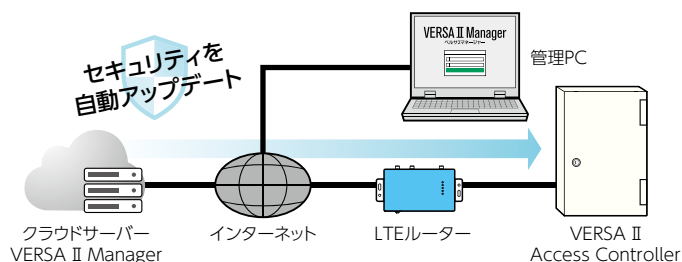 セキュリティを
自動アップデート
VERSA Ⅱ Manager
ベルサ2マネージャー
管理PC
クラウドサーバー
VERSA Ⅱ Manager
インターネット
LTEルーター
VERSA Ⅱ
Access Controller